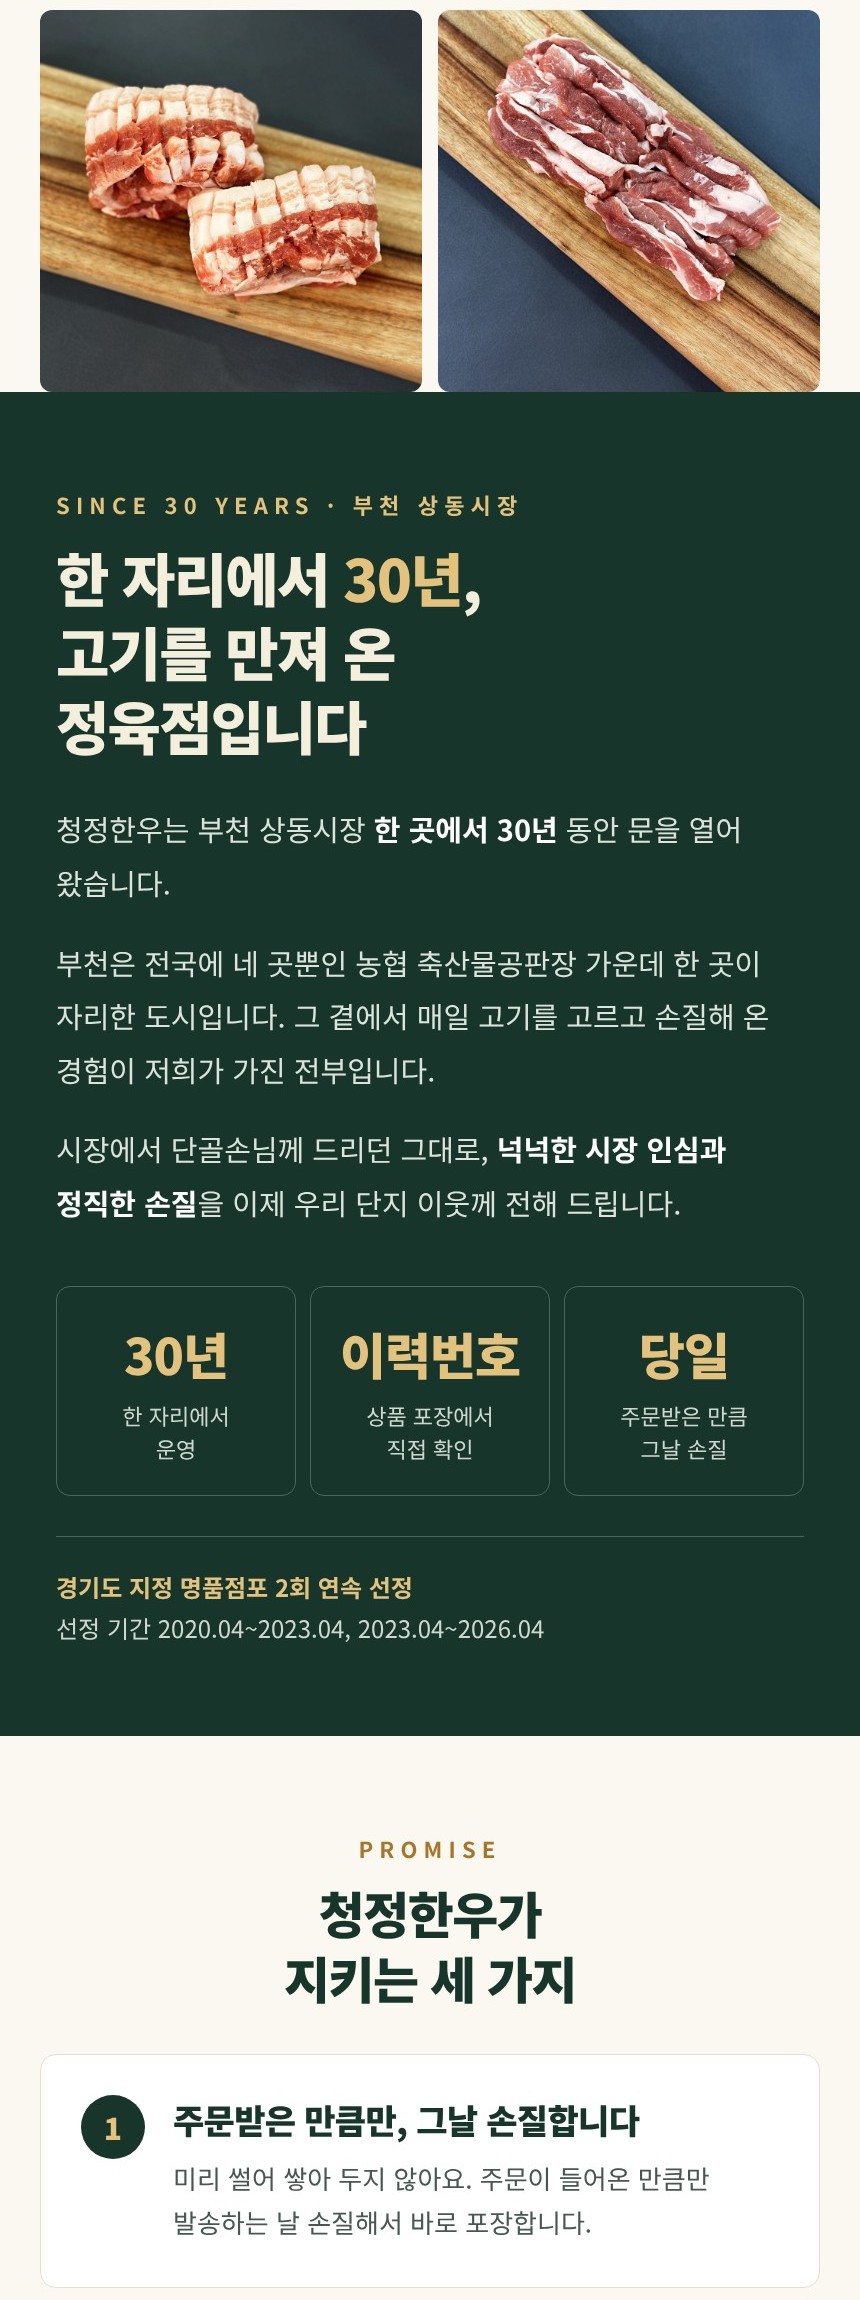 SINCE 30 YEARS · 부천 상동시장
한 자리에서 30년,
고기를 만져 온
정육점입니다
청정한우는 부천 상동시장 한 곳에서 30년 동안 문을 열어
왔습니다.
부천은 전국에 네 곳뿐인 농협 축산물공판장 가운데 한 곳이
자리한 도시입니다. 그 곁에서 매일 고기를 고르고 손질해 온
경험이 저희가 가진 전부입니다.
시장에서 단골손님께 드리던 그대로, 넉넉한 시장 인심과
정직한 손질을 이제 우리 단지 이웃께 전해 드립니다.
30년
한 자리에서
운영
이력번호
상품 포장에서
직접 확인
당일
주문받은 만큼
그날 손질
경기도 지정 명품점포 2회 연속 선정
선정 기간 2020.04~2023.04, 2023.04~2026.04
PROMISE
청정한우가
지키는 세 가지
1
주문받은 만큼만, 그날 손질합니다
미리 썰어 쌓아 두지 않아요. 주문이 들어온 만큼만
발송하는 날 손질해서 바로 포장합니다.